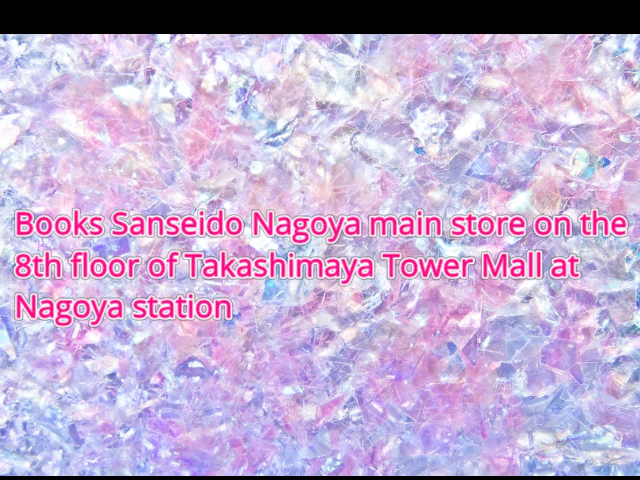 Books Sanseido Nagoya main store on the
8th floor of Takashimaya Tower Mall at
Nagoya station